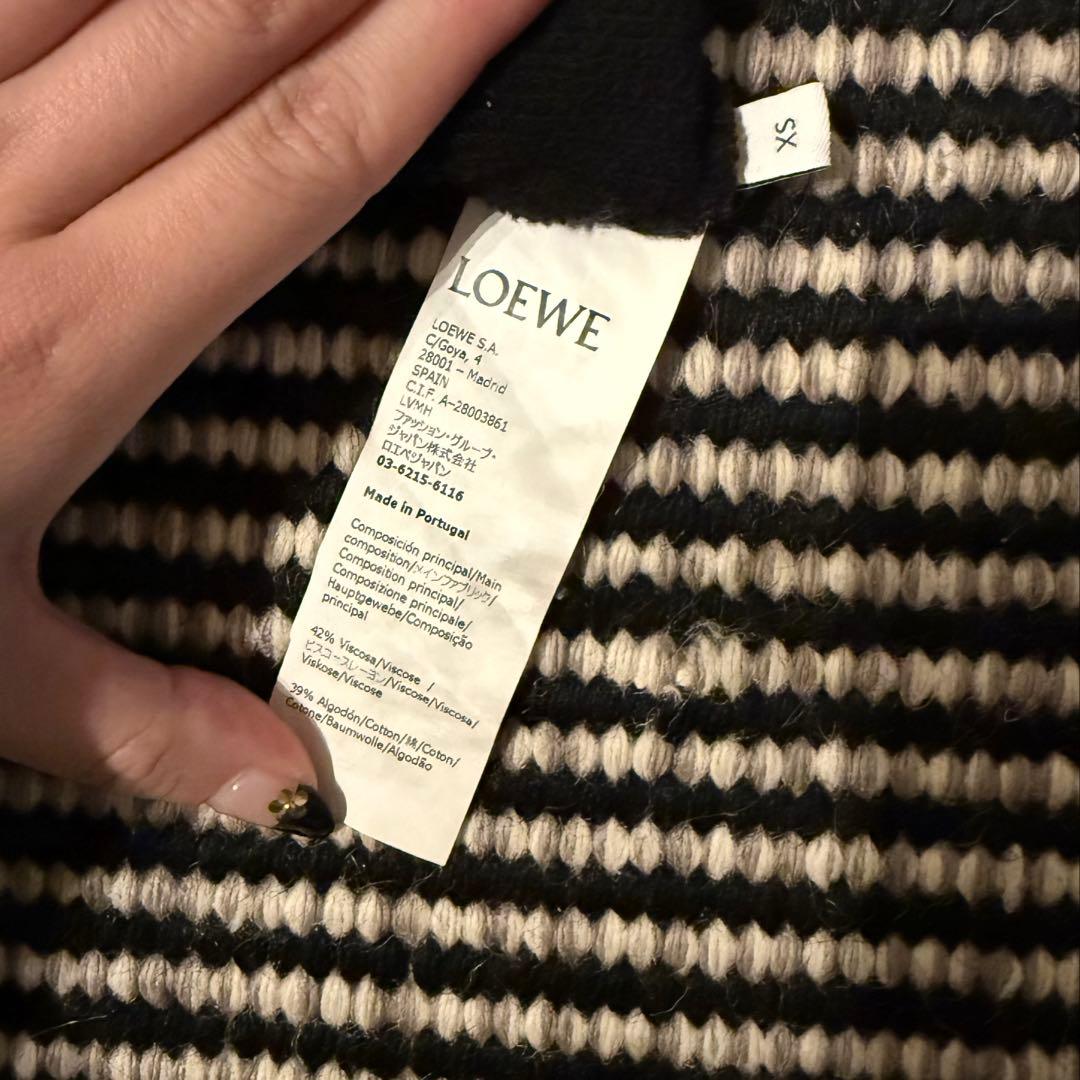 XS
LOEWE
LOEWE S.A.
C/Goya, 4
28001 - Madrid
SPAIN
C.I.F. A-28003861
LVMH
ファッション・グループ・
ジャパン株式会社
ロエベジャパン
03-6215-6116
Made in Portugal
Composición principal/Main
composition/メインファブリック/
Composition principal/
Composizione principale/
Hauptgewebe/Composição
principal
42% Viscosa/Viscose /
ビスコースレーヨン/Viscose/Viscosa/
Viskose/Viscose
39% Algodón/Cotton/綿/Coton/
Cotone/Baumwolle/Algodão